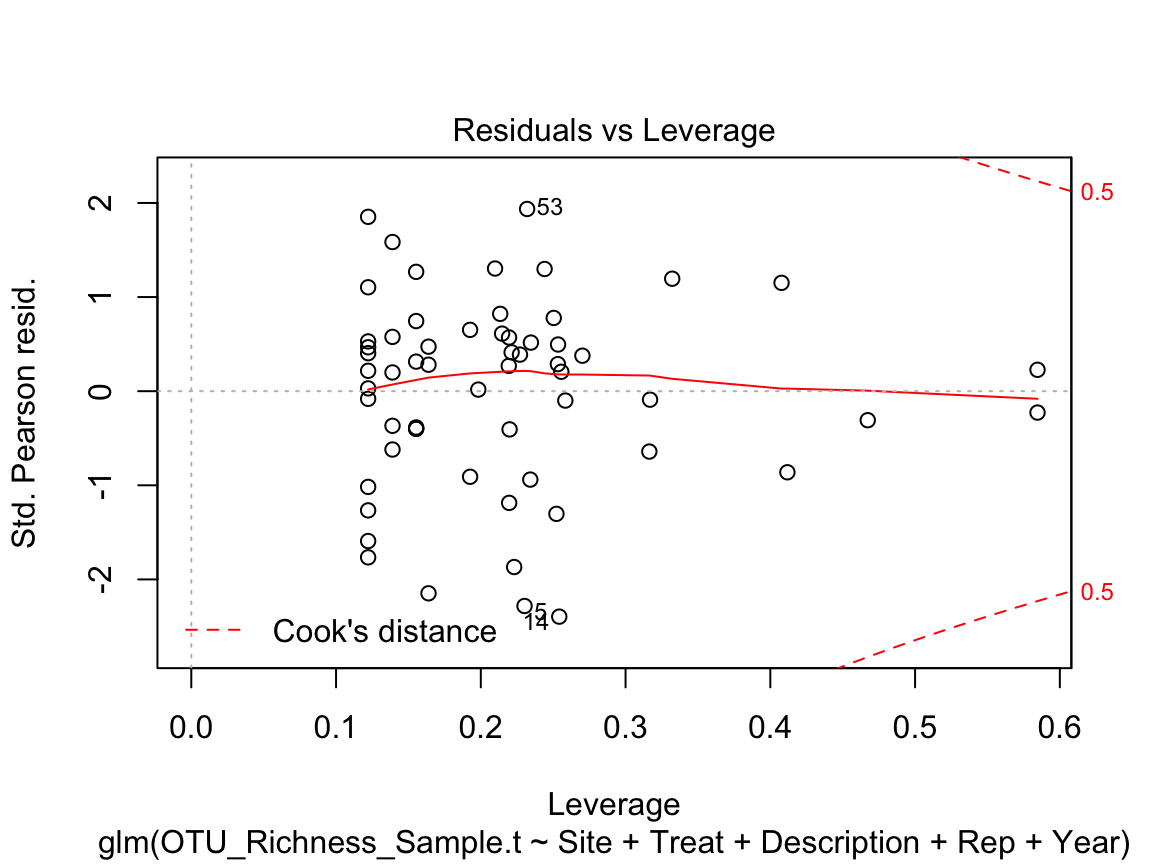 Residuals vs Leverage
Std. Pearson resid.
2
1
0
-1
-2
53
5
14
0.5
0.5
Cook's distance
0.0 0.1 0.2 0.3 0.4 0.5 0.6
Leverage
glm(OTU_Richness_Sample.t ~ Site + Treat + Description + Rep + Year)